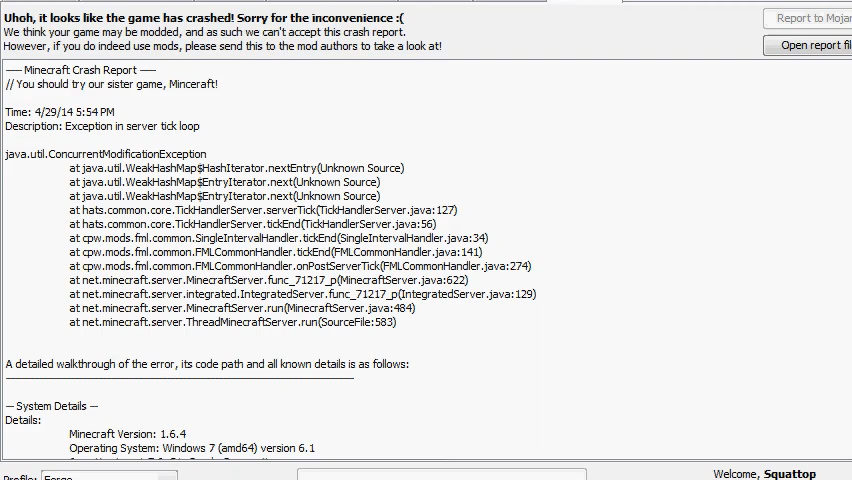 Uhoh, it looks like the game has crashed! Sorry for the inconvenience :(
We think your game may be modded, and as such we can't accept this crash report.
However, if you do indeed use mods, please send this to the mod authors to take a look at!
Report to Mojan
Open report fil
---- Minecraft Crash Report ----
// You should try our sister game, Minceraft!
Time: 4/29/14 5:54 PM
Description: Exception in server tick loop
java.util.ConcurrentModificationException
at java.util.WeakHashMap$HashIterator.nextEntry(Unknown Source)
at java.util.WeakHashMap$EntryIterator.next(Unknown Source)
at java.util.WeakHashMap$EntryIterator.next(Unknown Source)
at hats.common.core.TickHandlerServer.serverTick(TickHandlerServer.java:127)
at hats.common.core.TickHandlerServer.tickEnd(TickHandlerServer.java:56)
at cpw.mods.fml.common.SingleIntervalHandler.tickEnd(SingleIntervalHandler.java:34)
at cpw.mods.fml.common.FMLCommonHandler.tickEnd(FMLCommonHandler.java:141)
at cpw.mods.fml.common.FMLCommonHandler.onPostServerTick(FMLCommonHandler.java:274)
at net.minecraft.server.MinecraftServer.func_71217_p(MinecraftServer.java:622)
at net.minecraft.server.integrated.IntegratedServer.func_71217_p(IntegratedServer.java:129)
at net.minecraft.server.MinecraftServer.run(MinecraftServer.java:484)
at net.minecraft.server.ThreadMinecraftServer.run(SourceFile:583)
A detailed walkthrough of the error, its code path and all known details is as follows:
---------------------------------------------------------------------------------------
-- System Details --
Details:
Minecraft Version: 1.6.4
Operating System: Windows 7 (amd64) version 6.1
Profile: Forge
Welcome, Squattop